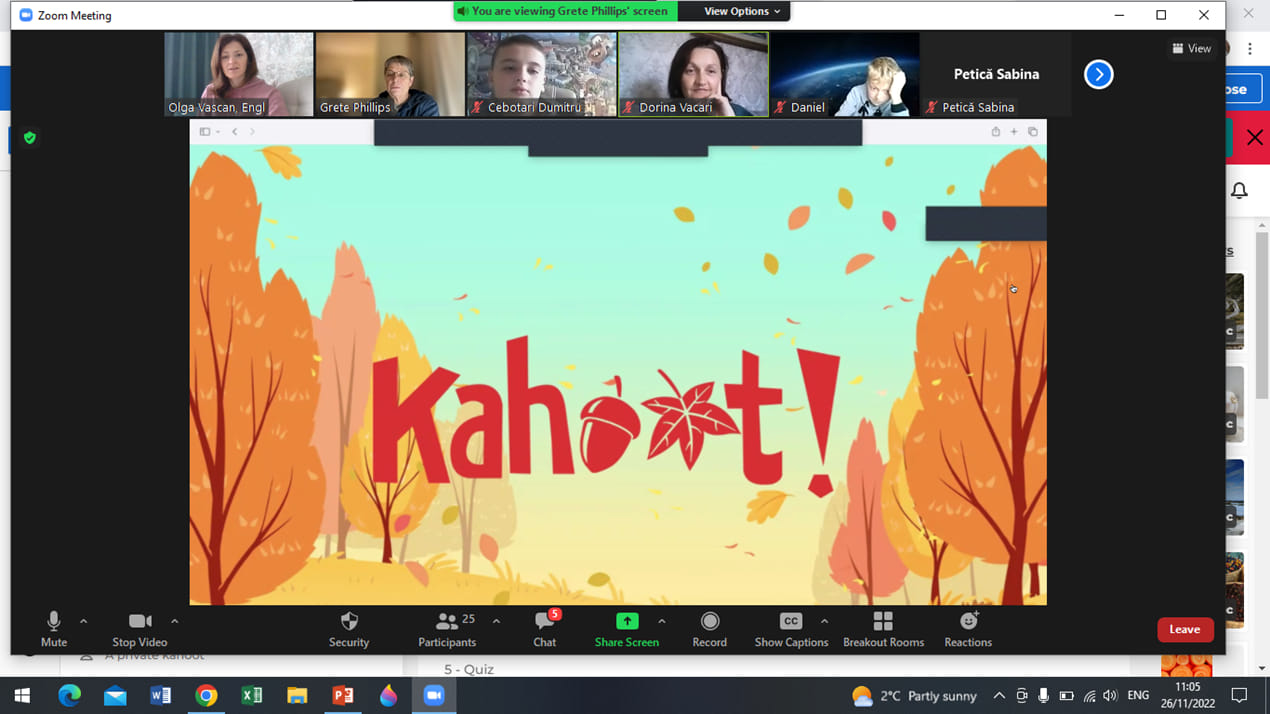 Zoom Meeting
You are viewing Grete Phillips' screen
View Options
View
Olga Vascan, Engl
Grete Phillips
Cebotari Dumitru
Dorina Vacari
Daniel
Petică Sabina
Petică Sabina
Kahoot!
Mute
Stop Video
Security
Participants
25
Chat
5
Share Screen
Record
CC
Show Captions
Breakout Rooms
Reactions
Leave
A private kahoot
5 - Quiz
2°C Partly sunny
ENG
11:05
26/11/2022